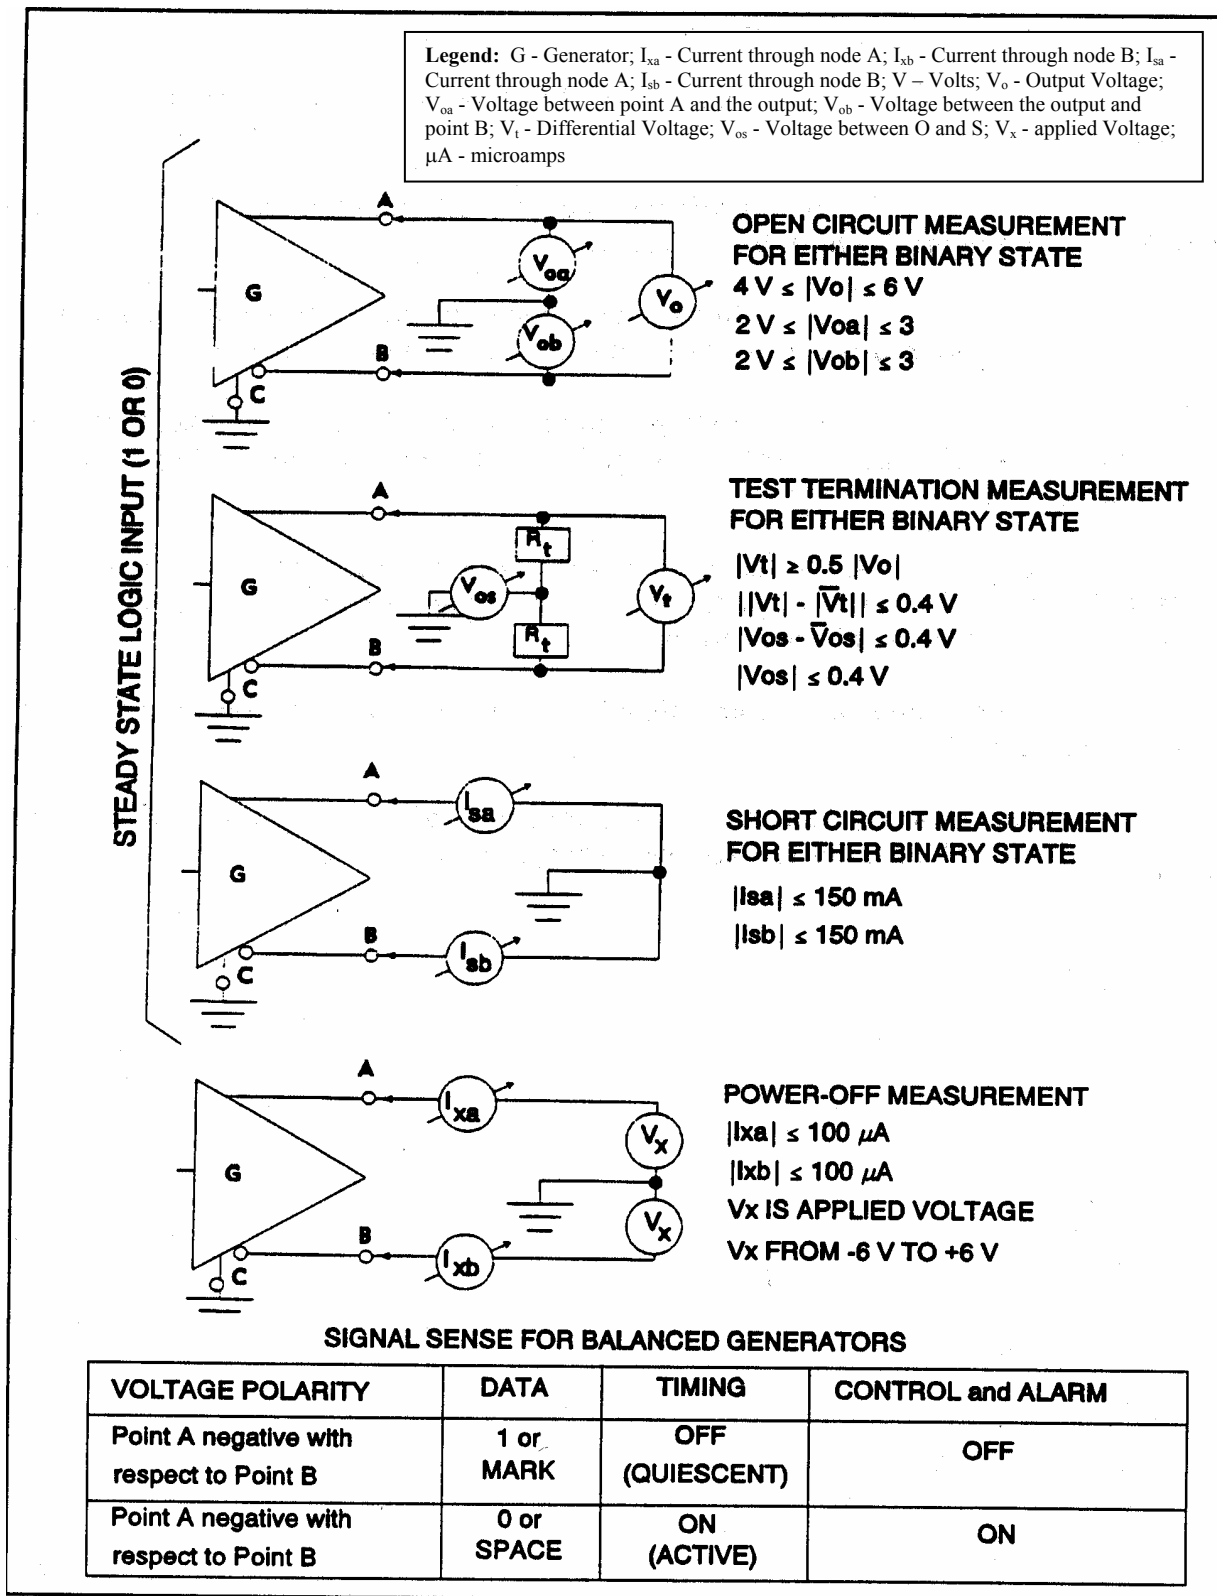 Legend: G - Generator; Ixa - Current through node A; Ixb - Current through node B; Isa -
Current through node A; Isb - Current through node B; V – Volts; Vo - Output Voltage;
Voa - Voltage between point A and the output; Vob - Voltage between the output and
point B; Vt - Differential Voltage; Vos - Voltage between O and S; Vx - applied Voltage;
μA - microamps
STEADY STATE LOGIC INPUT (1 OR 0)
A
G
Voa
Vob
Vo
B
C
OPEN CIRCUIT MEASUREMENT
FOR EITHER BINARY STATE
4 V ≤ |Vo| ≤ 6 V
2 V ≤ |Voa| ≤ 3
2 V ≤ |Vob| ≤ 3
A
G
Rt
Vos
Rt
Vt
B
C
TEST TERMINATION MEASUREMENT
FOR EITHER BINARY STATE
|Vt| ≥ 0.5 |Vo|
||Vt| - |V̅t|| ≤ 0.4 V
|Vos - V̅os| ≤ 0.4 V
|Vos| ≤ 0.4 V
A
Isa
G
B
Isb
C
SHORT CIRCUIT MEASUREMENT
FOR EITHER BINARY STATE
|Isa| ≤ 150 mA
|Isb| ≤ 150 mA
A
Ixa
Vx
G
Vx
B
Ixb
C
POWER-OFF MEASUREMENT
|Ixa| ≤ 100 μA
|Ixb| ≤ 100 μA
Vx IS APPLIED VOLTAGE
Vx FROM -6 V TO +6 V
SIGNAL SENSE FOR BALANCED GENERATORS
VOLTAGE POLARITY DATA TIMING CONTROL and ALARM
Point A negative with 1 or OFF OFF
respect to Point B MARK (QUIESCENT)
Point A negative with 0 or ON ON
respect to Point B SPACE (ACTIVE)